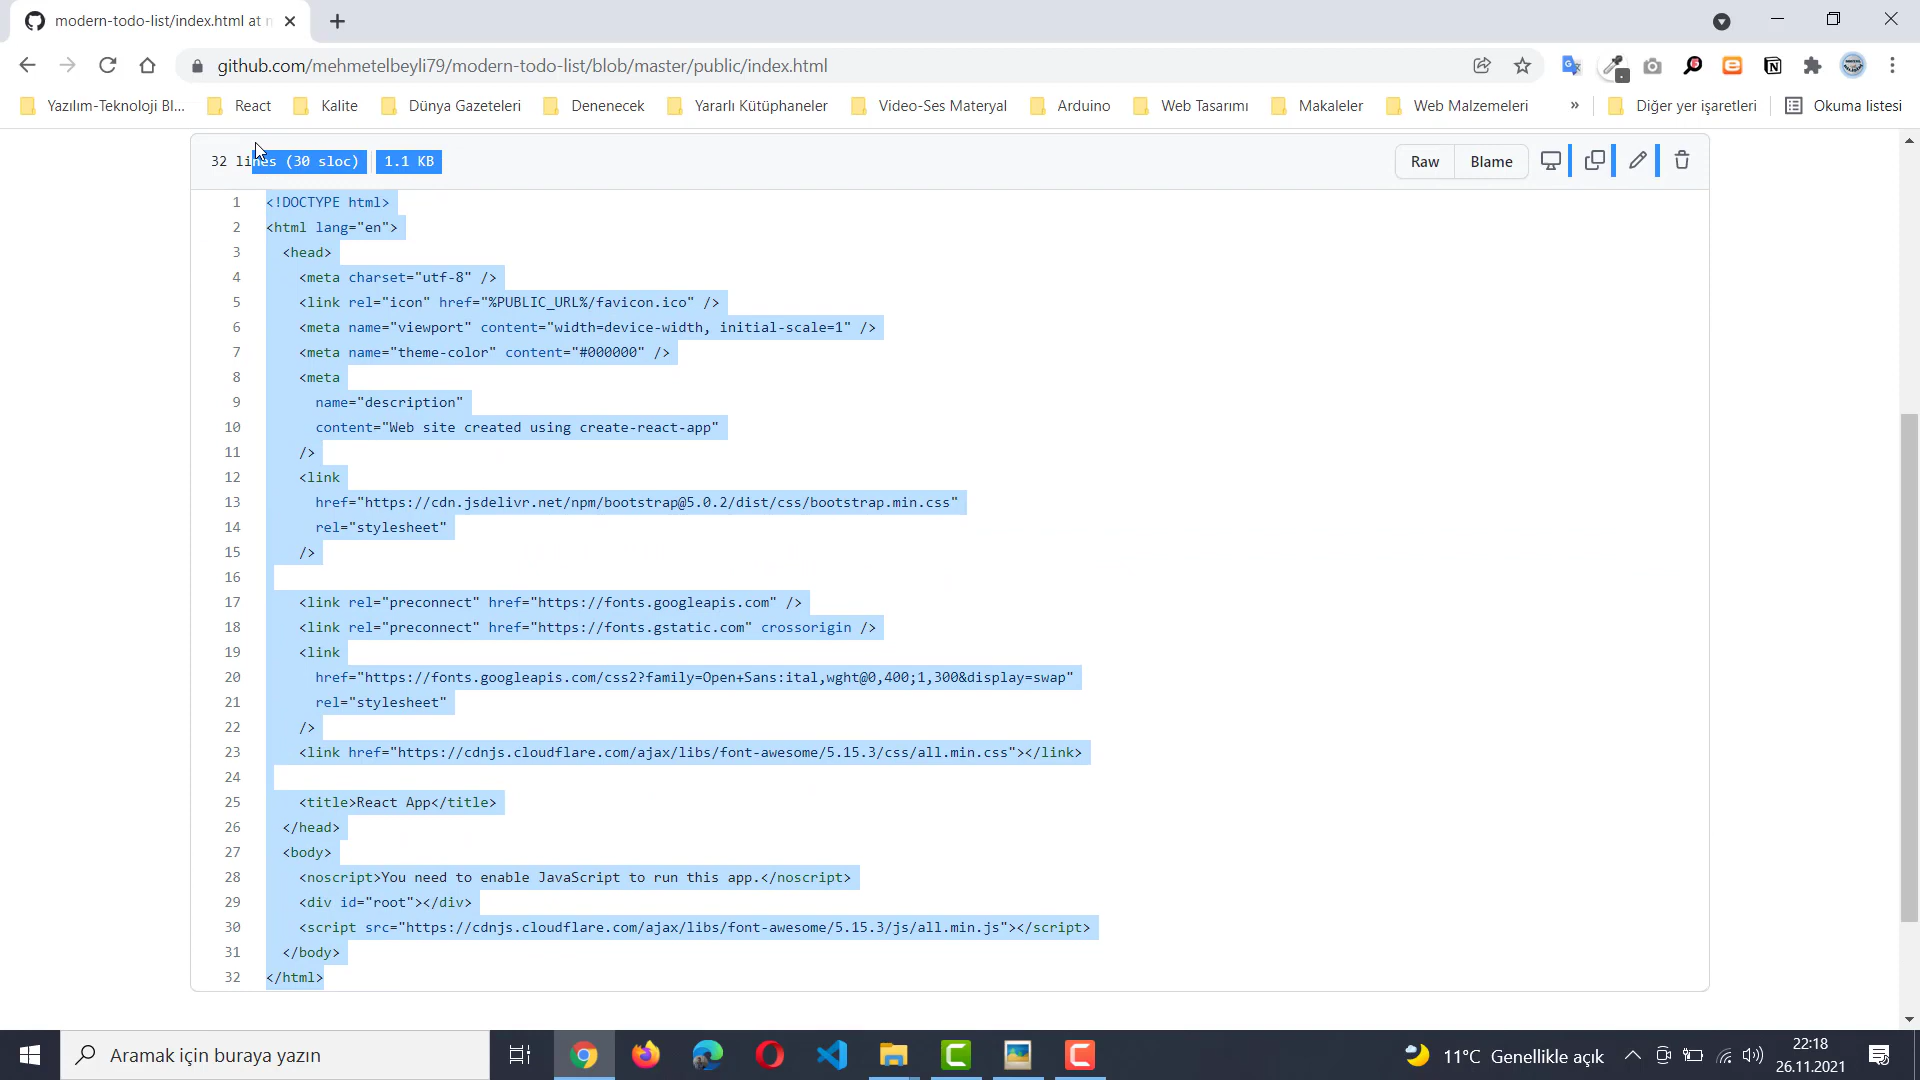 modern-todo-list/index.html at m
github.com/mehmetelbeyli79/modern-todo-list/blob/master/public/index.html
Yazılım-Teknoloji Bl...
React
Kalite
Dünya Gazeteleri
Denenecek
Yararlı Kütüphaneler
Video-Ses Materyal
Arduino
Web Tasarımı
Makaleler
Web Malzemeleri
»
Diğer yer işaretleri
Okuma listesi
32 lines (30 sloc) 1.1 KB
Raw
Blame
1 <!DOCTYPE html>
2 <html lang="en">
3 <head>
4 <meta charset="utf-8" />
5 <link rel="icon" href="%PUBLIC_URL%/favicon.ico" />
6 <meta name="viewport" content="width=device-width, initial-scale=1" />
7 <meta name="theme-color" content="#000000" />
8 <meta
9 name="description"
10 content="Web site created using create-react-app"
11 />
12 <link
13 href="https://cdn.jsdelivr.net/npm/bootstrap@5.0.2/dist/css/bootstrap.min.css"
14 rel="stylesheet"
15 />
16
17 <link rel="preconnect" href="https://fonts.googleapis.com" />
18 <link rel="preconnect" href="https://fonts.gstatic.com" crossorigin />
19 <link
20 href="https://fonts.googleapis.com/css2?family=Open+Sans:ital,wght@0,400;1,300&display=swap"
21 rel="stylesheet"
22 />
23 <link href="https://cdnjs.cloudflare.com/ajax/libs/font-awesome/5.15.3/css/all.min.css"></link>
24
25 <title>React App</title>
26 </head>
27 <body>
28 <noscript>You need to enable JavaScript to run this app.</noscript>
29 <div id="root"></div>
30 <script src="https://cdnjs.cloudflare.com/ajax/libs/font-awesome/5.15.3/js/all.min.js"></script>
31 </body>
32 </html>
Aramak için buraya yazın
11°C Genellikle açık
22:18
26.11.2021